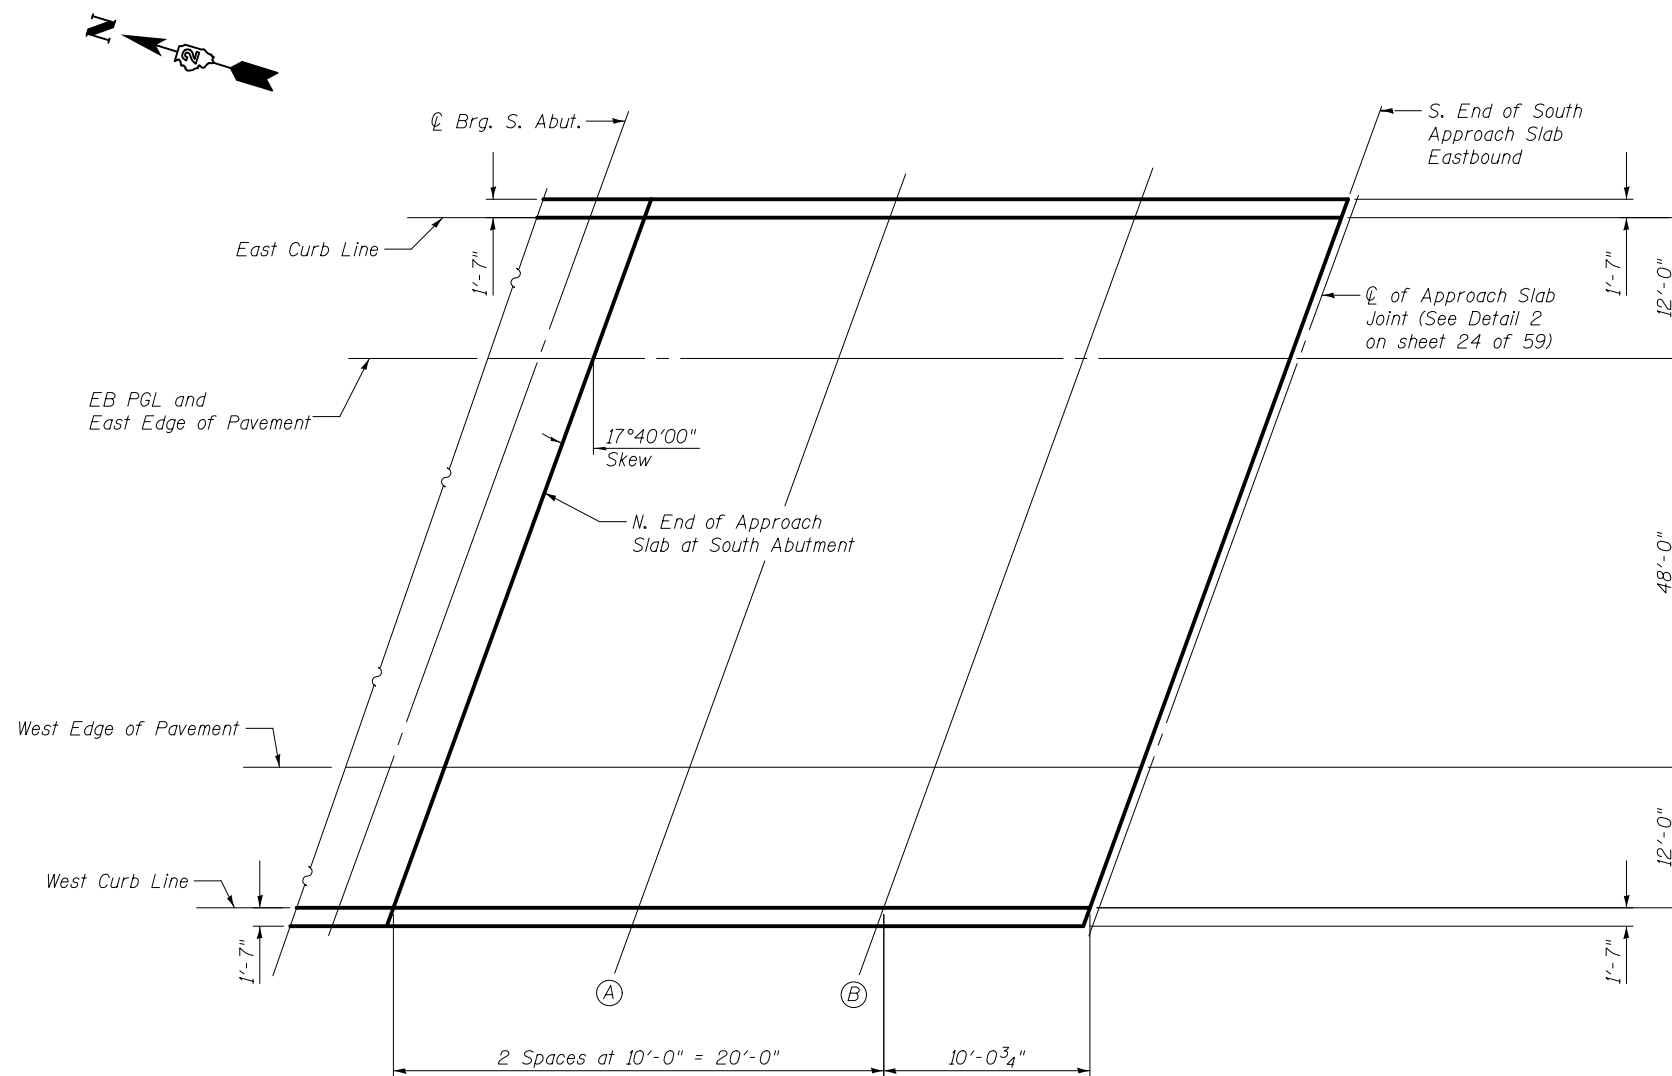 N
2
℄ Brg. S. Abut.
S. End of South
Approach Slab
Eastbound
East Curb Line
1'-7"
1'-7"
12'-0"
℄ of Approach Slab
Joint (See Detail 2
on sheet 24 of 59)
EB PGL and
East Edge of Pavement
17°40'00"
Skew
N. End of Approach
Slab at South Abutment
48'-0"
West Edge of Pavement
12'-0"
West Curb Line
1'-7"
1'-7"
A
B
2 Spaces at 10'-0" = 20'-0"
10'-0¾"